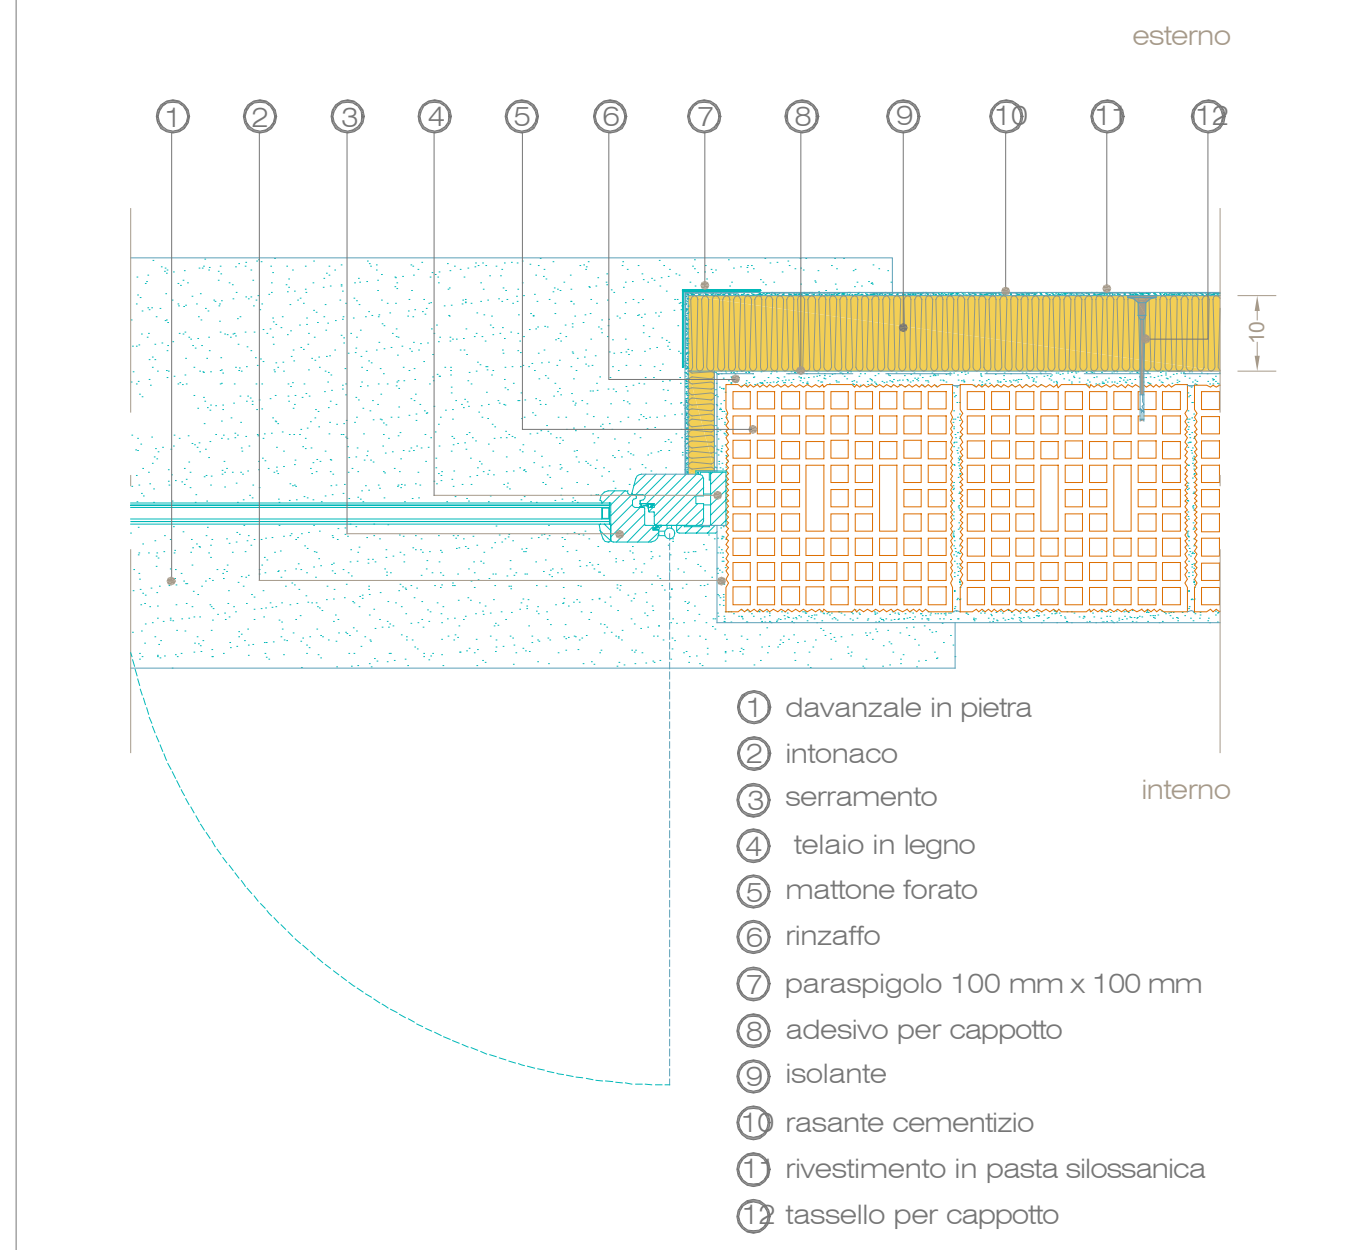 esterno
1 2 3 4 5 6 7 8 9 10 11 12
10
1 davanzale in pietra
2 intonaco
interno
3 serramento
4 telaio in legno
5 mattone forato
6 rinzaffo
7 paraspigolo 100 mm x 100 mm
8 adesivo per cappotto
9 isolante
10 rasante cementizio
11 rivestimento in pasta silossanica
12 tassello per cappotto